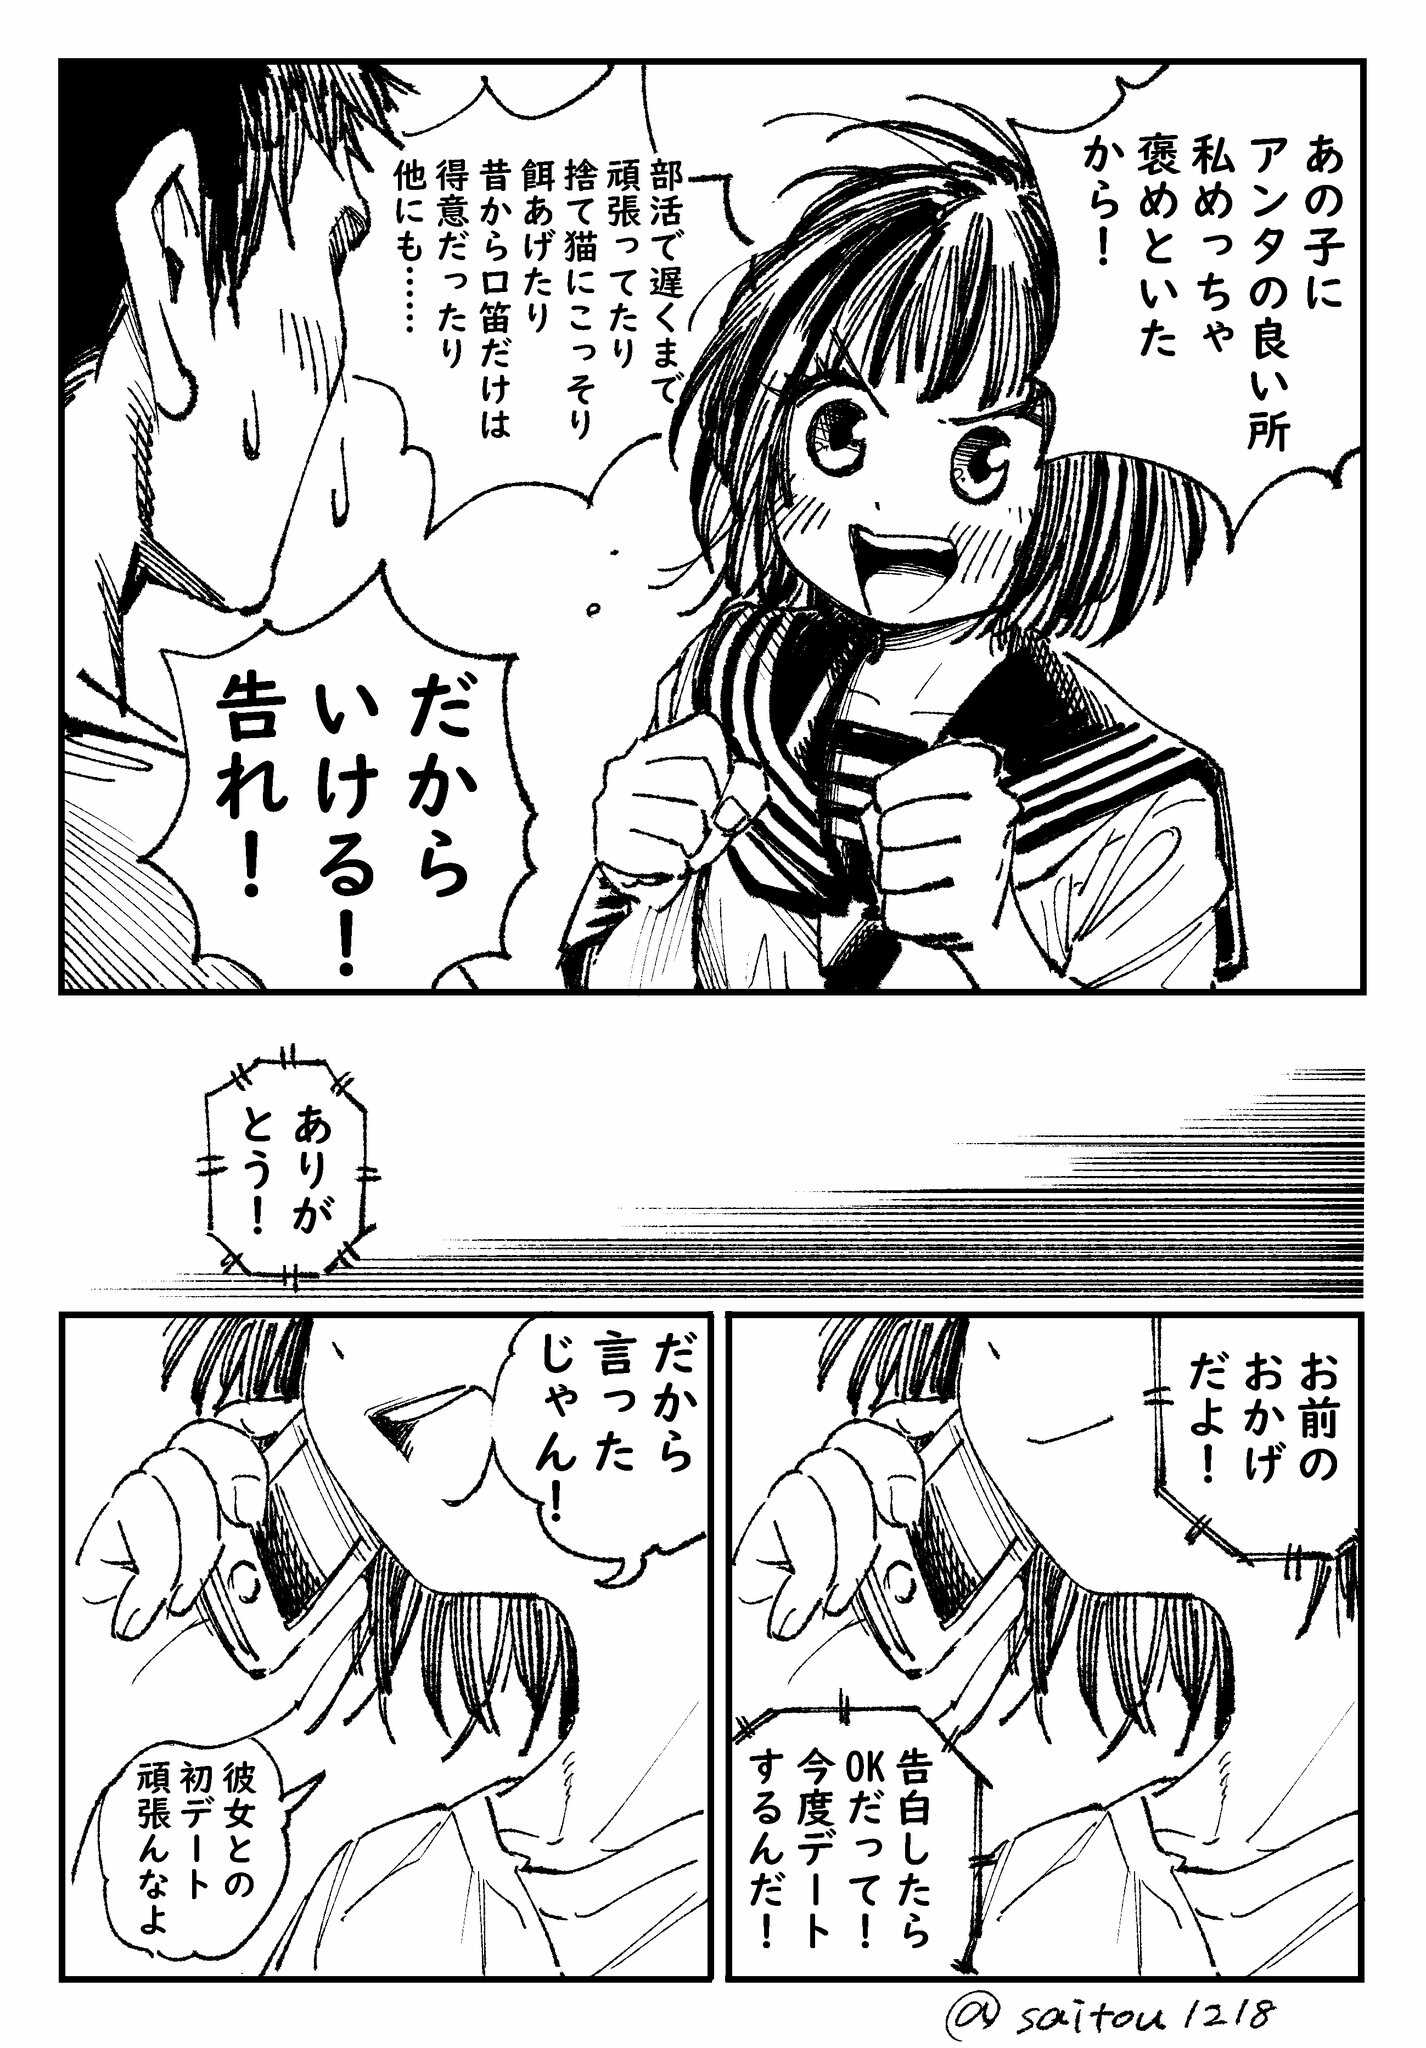 あの子に
アンタの良い所
私めっちゃ
褒めといた
から!
部活で遅くまで
頑張ってたり
捨て猫にこっそり
餌あげたり
昔から口笛だけは
得意だったり
他にも……
だから
いける!
告れ!
ありが
とう!
お前の
おかげ
だよ!
告白したら
OKだって!
今度デート
するんだ!
だから
言った
じゃん!
彼女との
初デート
頑張んなよ
@saitou1218